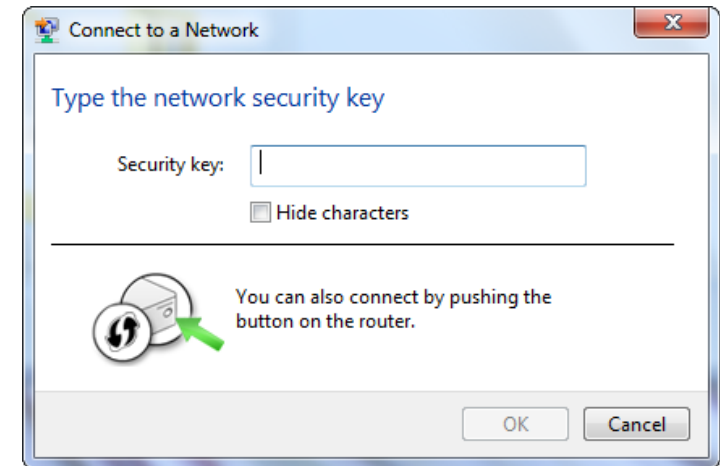 Connect to a Network
Type the network security key
Security key:
Hide characters
You can also connect by pushing the
button on the router.
OK
Cancel